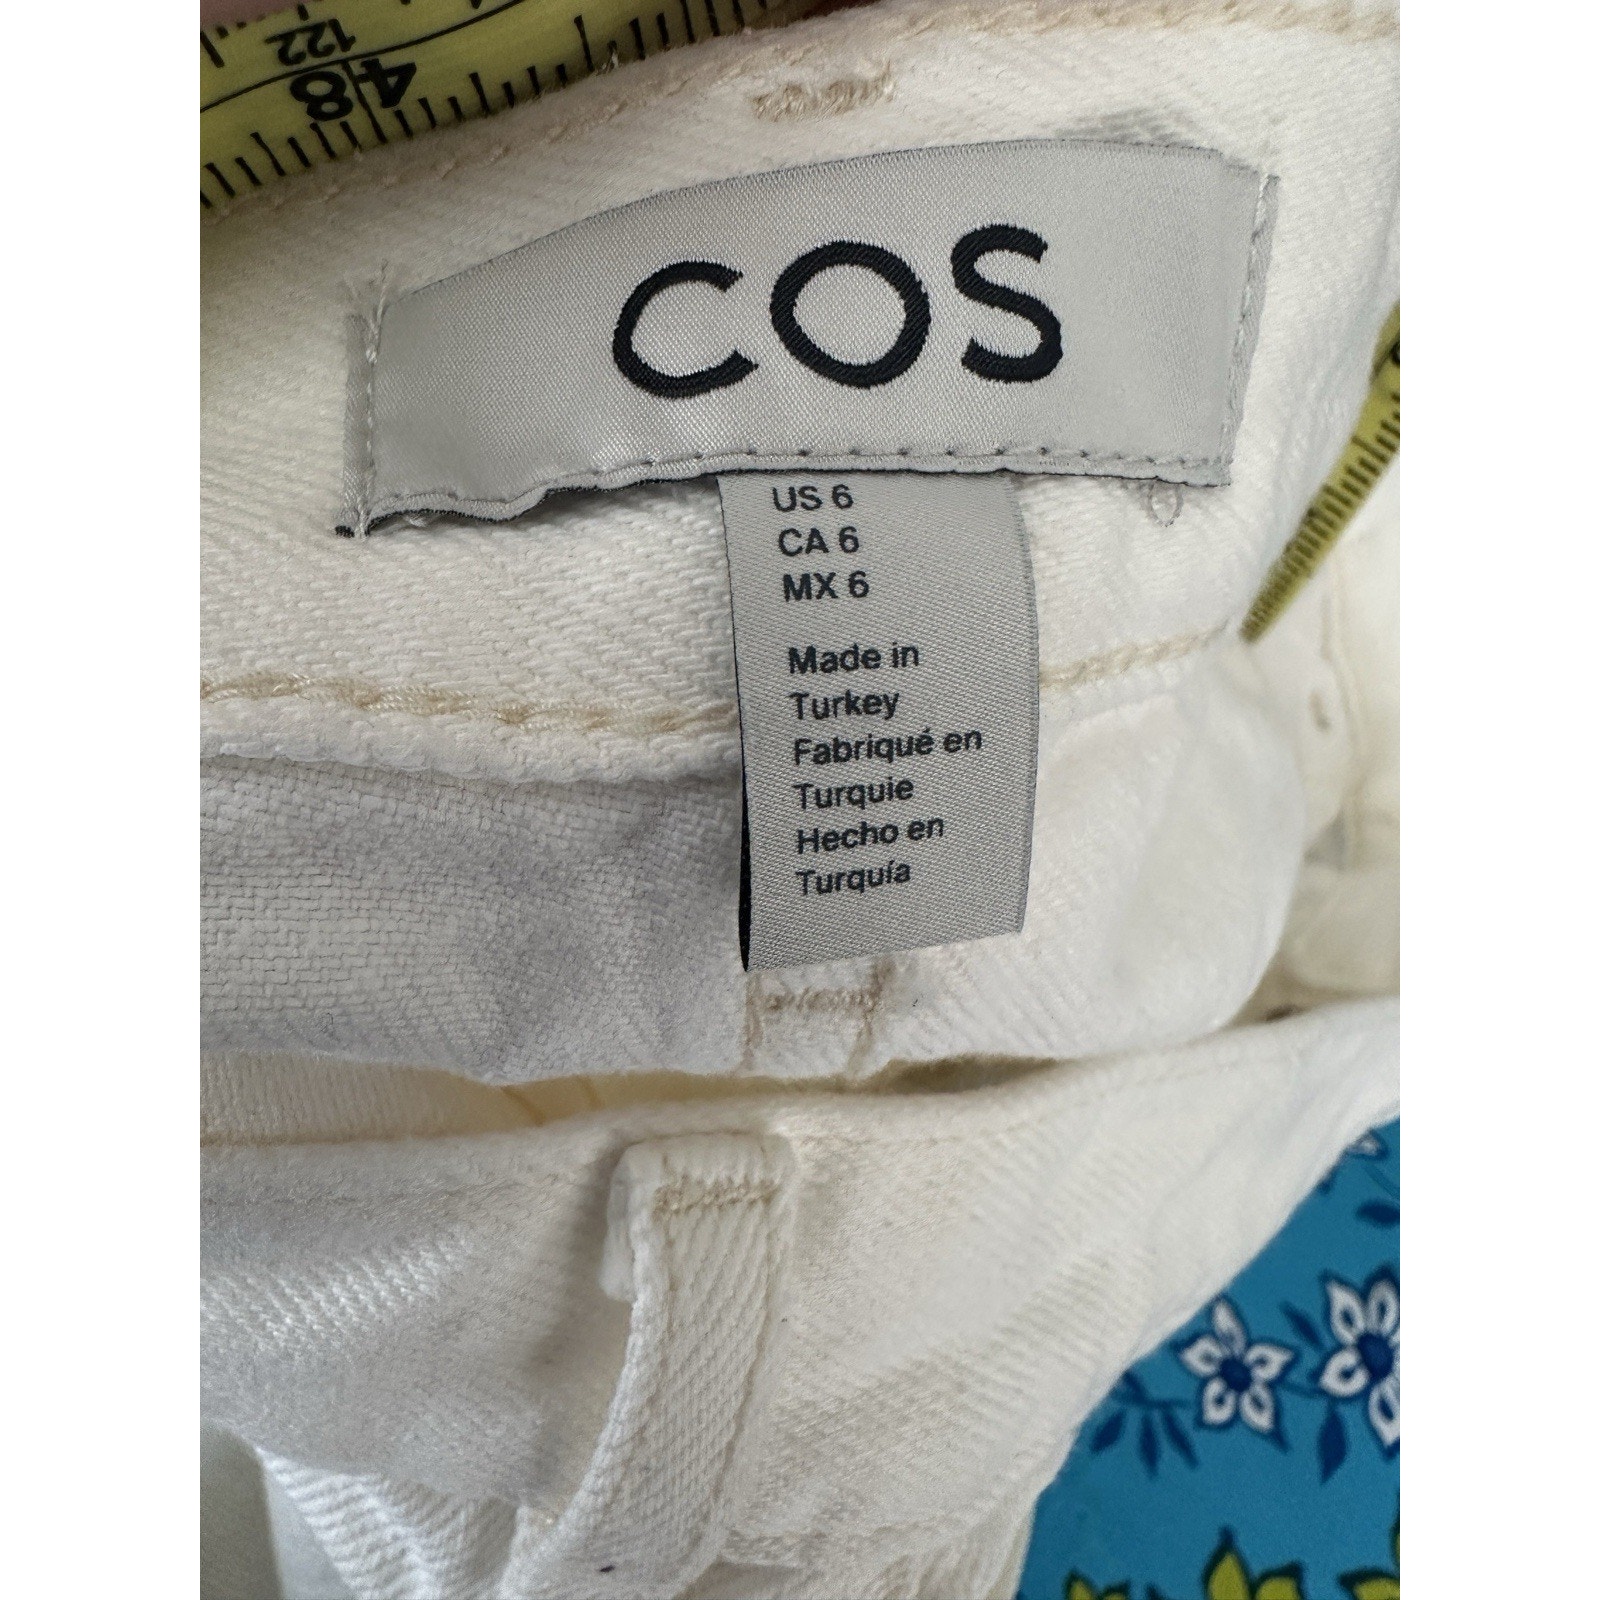 122
48
COS
US 6
CA 6
MX 6
Made in
Turkey
Fabriqué en
Turquie
Hecho en
Turquía